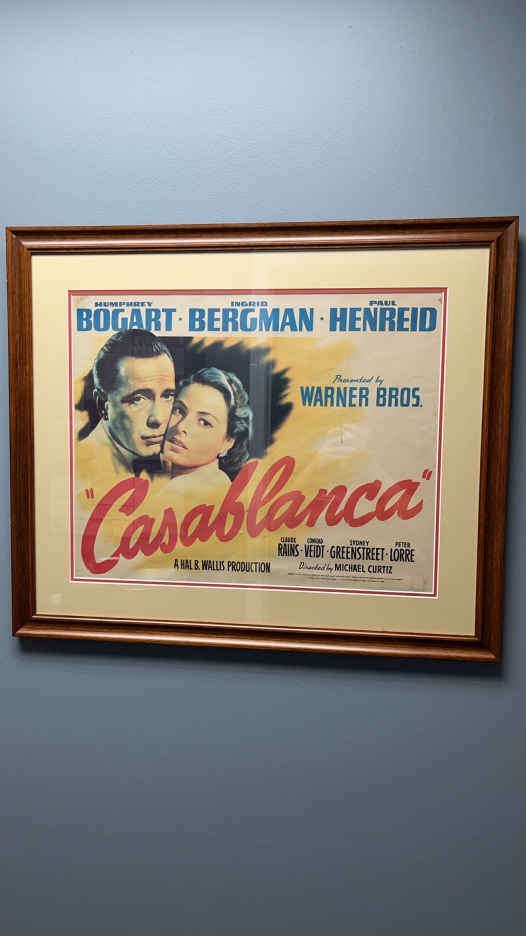 HUMPHREY INGRID PAUL
BOGART · BERGMAN · HENREID
Presented by
WARNER BROS.
"Casablanca"
CLAUDE CONRAD SYDNEY PETER
RAINS · VEIDT · GREENSTREET · LORRE
A HAL B. WALLIS PRODUCTION
Directed by MICHAEL CURTIZ